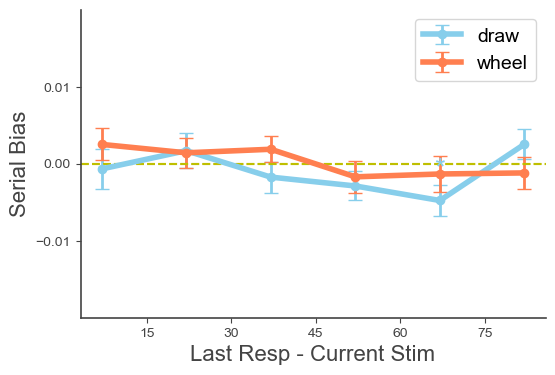 draw
wheel
0.01
0.00
−0.01
Serial Bias
15 30 45 60 75
Last Resp - Current Stim